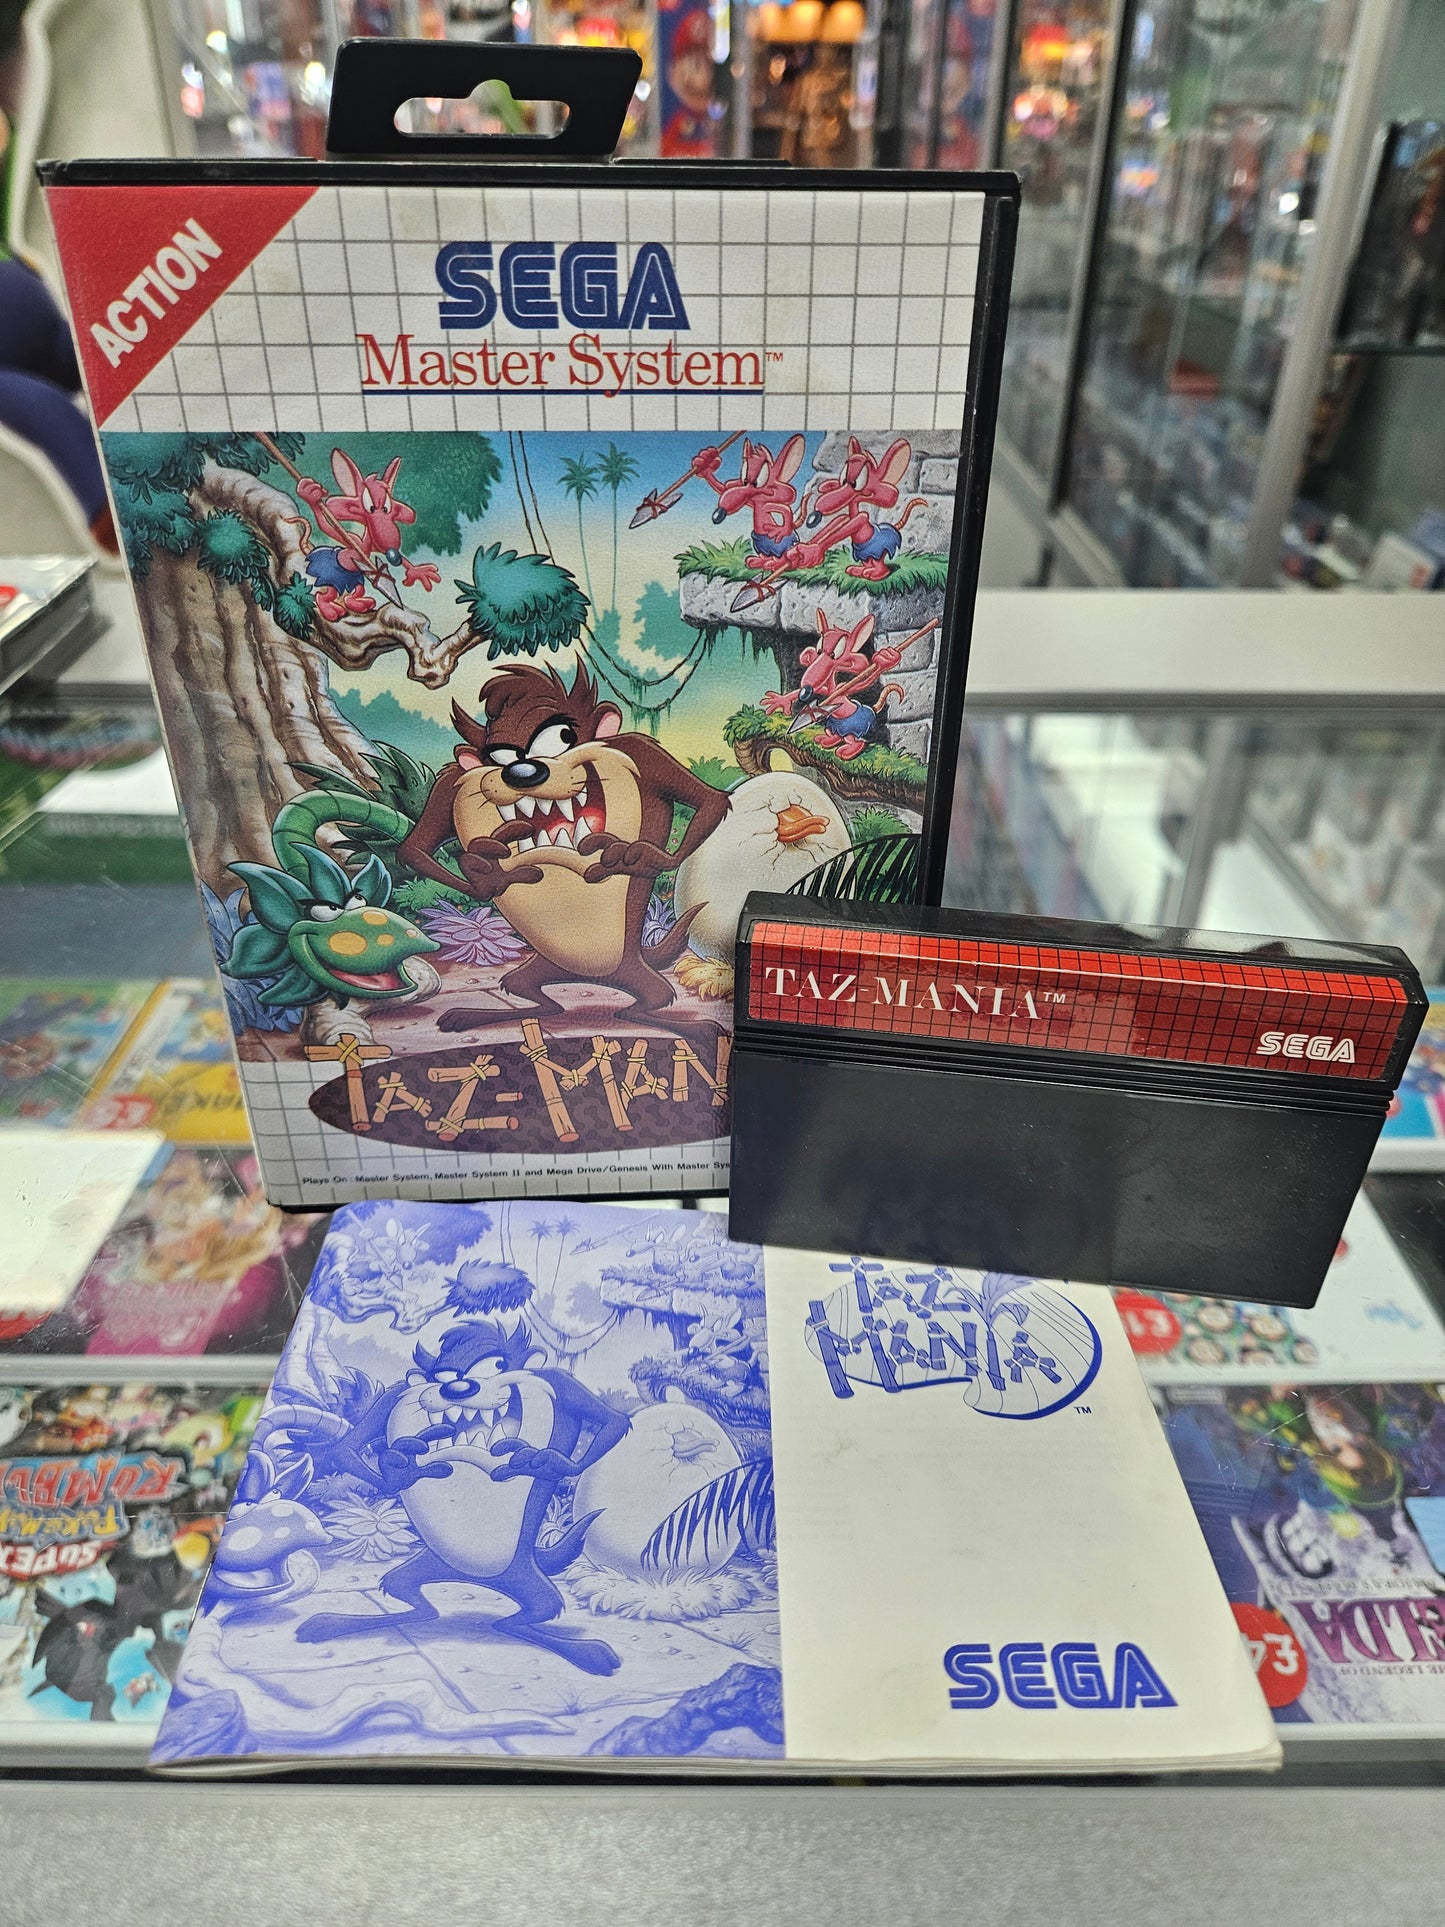 ACTION
SEGA
Master System™
TAZ-MAN
Plays On : Master System, Master System II and Mega Drive/Genesis With Master Sys
TAZ-MANIA™
SEGA
TAZ
MANIA
™
SEGA